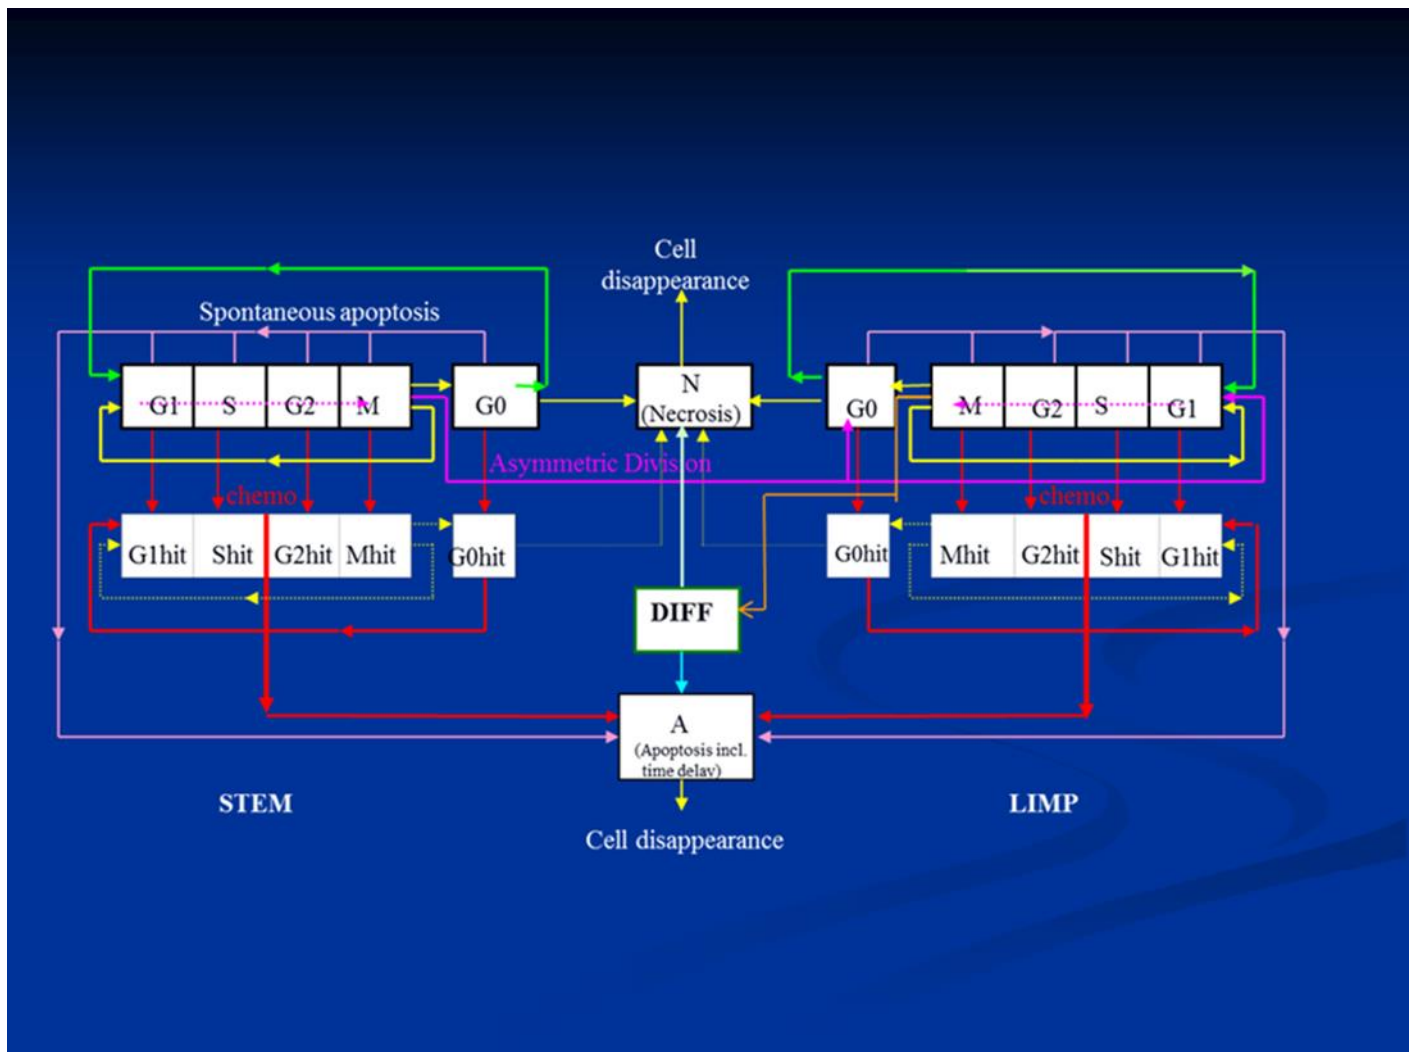 Cell
disappearance
Spontaneous apoptosis
G1 S G2 M G0
N
(Necrosis)
G0 M G2 S G1
Asymmetric Division
chemo
chemo
G1hit Shit G2hit Mhit G0hit
G0hit Mhit G2hit Shit G1hit
DIFF
A
(Apoptosis incl.
time delay)
STEM
LIMP
Cell disappearance